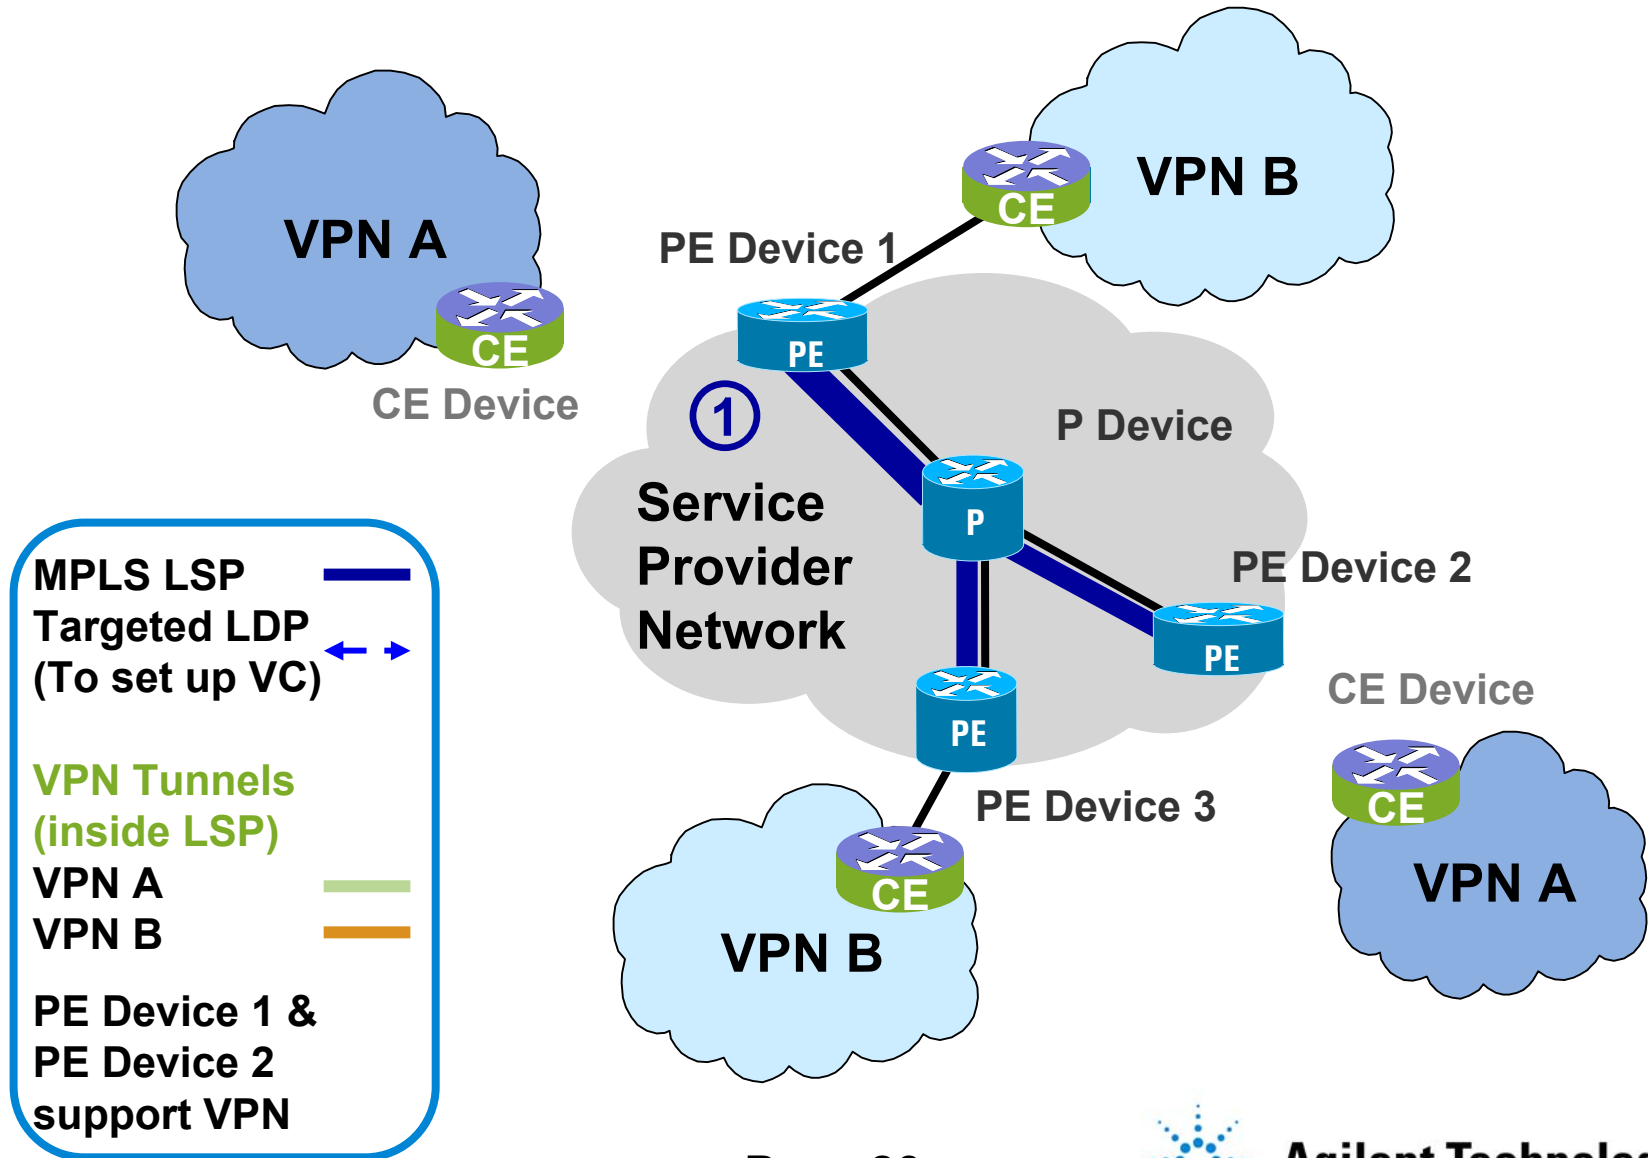 VPN B
CE
PE Device 1
VPN A
CE
CE Device
PE
1
P Device
Service
Provider
Network
P
PE Device 2
PE
CE Device
PE
PE Device 3
CE
VPN A
CE
VPN B
MPLS LSP
Targeted LDP
(To set up VC)
VPN Tunnels
(inside LSP)
VPN A
VPN B
PE Device 1 &
PE Device 2
support VPN
Agilent